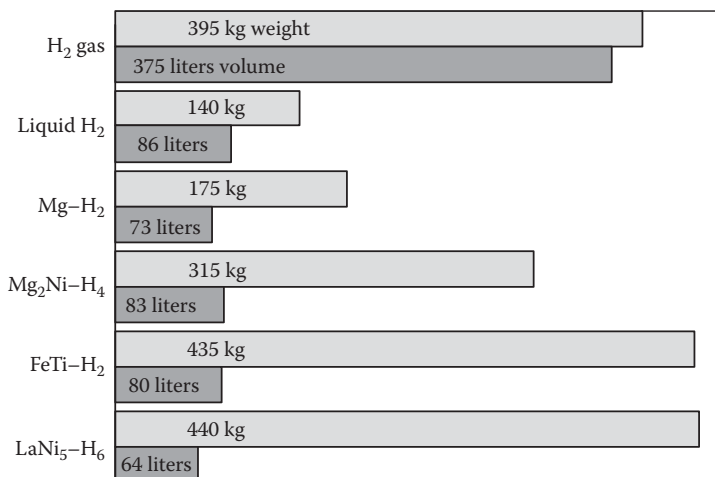 H₂ gas
395 kg weight
375 liters volume
Liquid H₂
140 kg
86 liters
Mg–H₂
175 kg
73 liters
Mg₂Ni–H₄
315 kg
83 liters
FeTi–H₂
435 kg
80 liters
LaNi₅–H₆
440 kg
64 liters